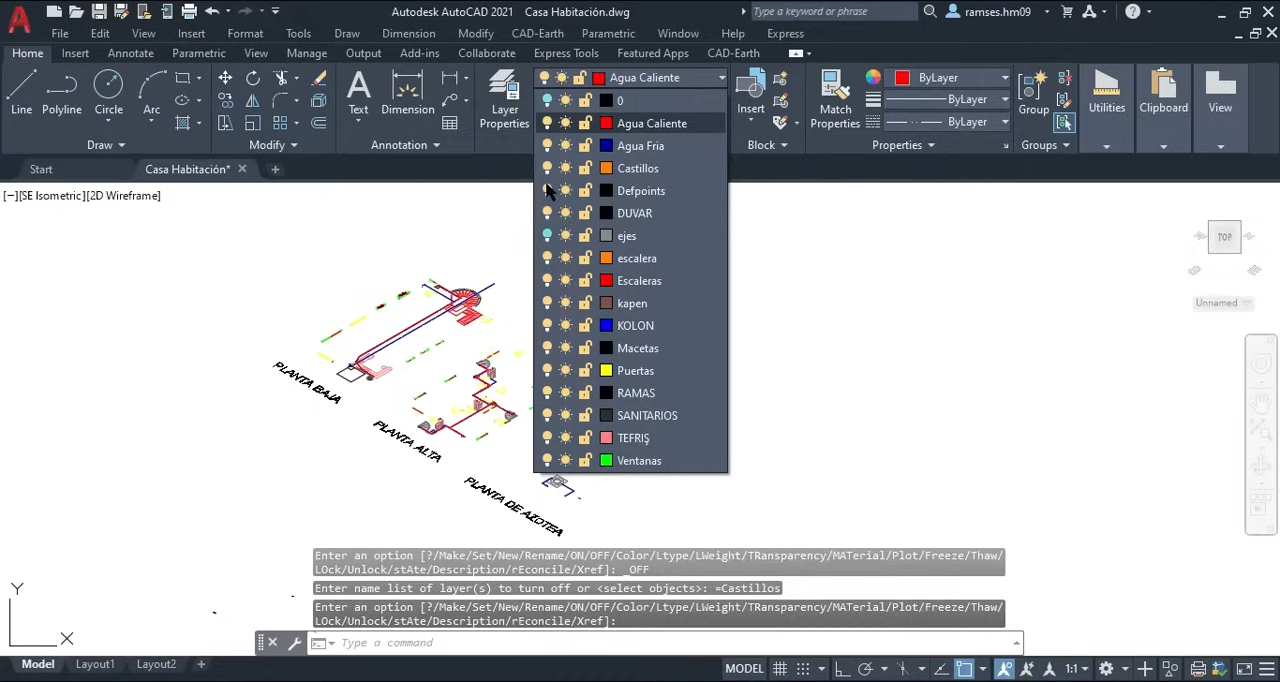 Autodesk AutoCAD 2021 Casa Habitación.dwg
Type a keyword or phrase
ramses.hm09
File Edit View Insert Format Tools Draw Dimension Modify CAD-Earth Parametric Window Help Express
Home Insert Annotate Parametric View Manage Output Add-ins Collaborate Express Tools Featured Apps CAD-Earth
Line Polyline Circle Arc
Draw
Modify
Text Dimension
Annotation
Layer Properties
Agua Caliente
Insert
Block
Match Properties
ByLayer
ByLayer
ByLayer
Properties
Group
Groups
Utilities
Clipboard
View
Start
Casa Habitación*
[−][SE Isometric][2D Wireframe]
0
Agua Caliente
Agua Fria
Castillos
Defpoints
DUVAR
ejes
escalera
Escaleras
kapen
KOLON
Macetas
Puertas
RAMAS
SANITARIOS
TEFRIŞ
Ventanas
TOP
Unnamed
PLANTA BAJA
PLANTA ALTA
PLANTA DE AZOTEA
Enter an option [?/Make/Set/New/Rename/ON/OFF/Color/Ltype/LWeight/TRansparency/MATerial/Plot/Freeze/Thaw/
LOck/Unlock/stAte/Description/rEconcile/Xref]: _OFF
Enter name list of layer(s) to turn off or <select objects>: =Castillos
Enter an option [?/Make/Set/New/Rename/ON/OFF/Color/Ltype/LWeight/TRansparency/MATerial/Plot/Freeze/Thaw/
LOck/Unlock/stAte/Description/rEconcile/Xref]:
Y
X
Type a command
Model Layout1 Layout2 +
MODEL
1:1